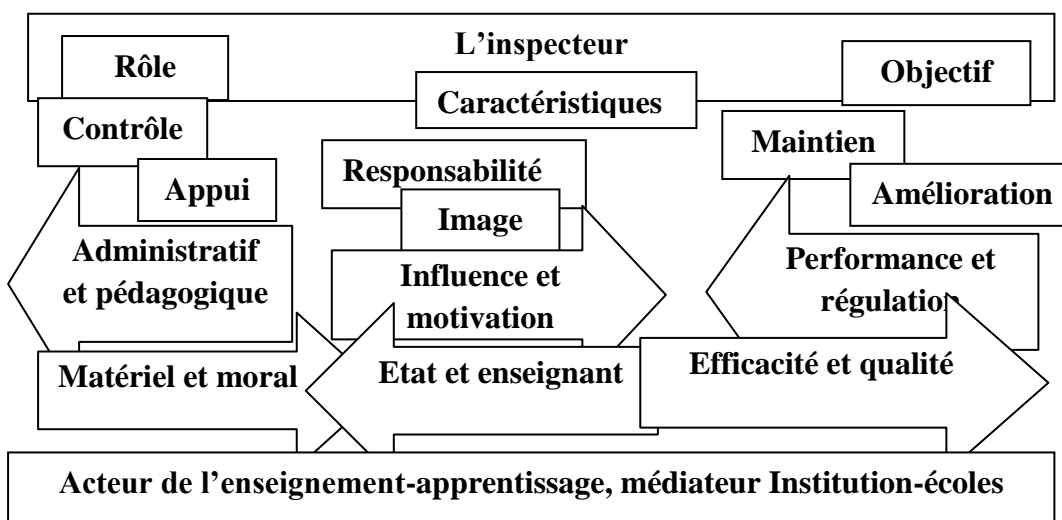 L'inspecteur
Rôle
Caractéristiques
Objectif
Contrôle
Appui
Responsabilité
Image
Maintien
Amélioration
Administratif
et pédagogique
Influence et
motivation
Performance et
régulation
Matériel et moral
Etat et enseignant
Efficacité et qualité
Acteur de l'enseignement-apprentissage, médiateur Institution-écoles